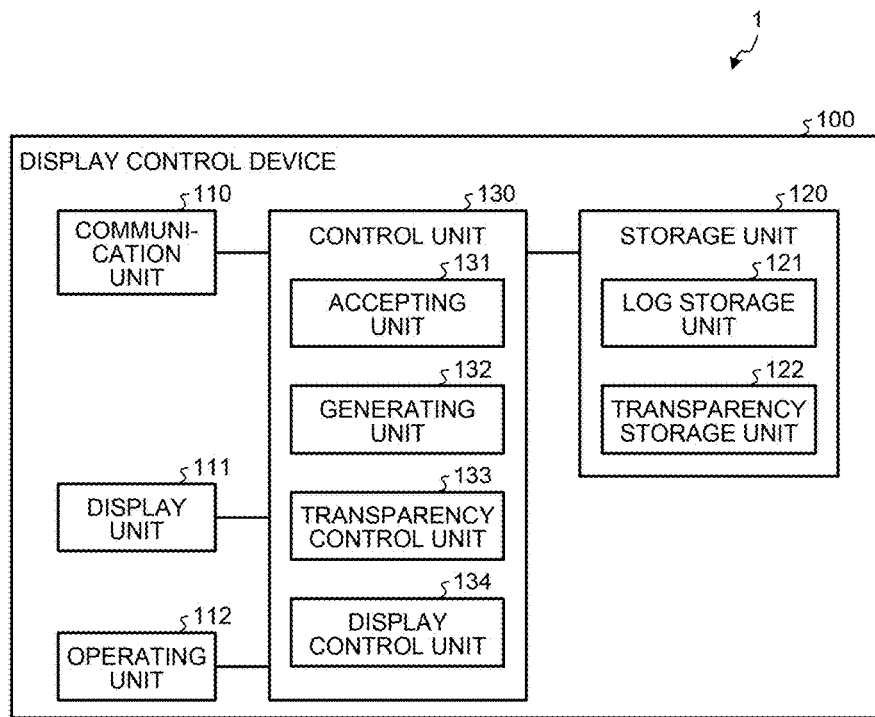 1
100
DISPLAY CONTROL DEVICE
110
COMMUNI-
CATION
UNIT
130
CONTROL UNIT
120
STORAGE UNIT
131
ACCEPTING
UNIT
121
LOG STORAGE
UNIT
132
GENERATING
UNIT
122
TRANSPARENCY
STORAGE UNIT
111
DISPLAY
UNIT
133
TRANSPARENCY
CONTROL UNIT
112
OPERATING
UNIT
134
DISPLAY
CONTROL UNIT